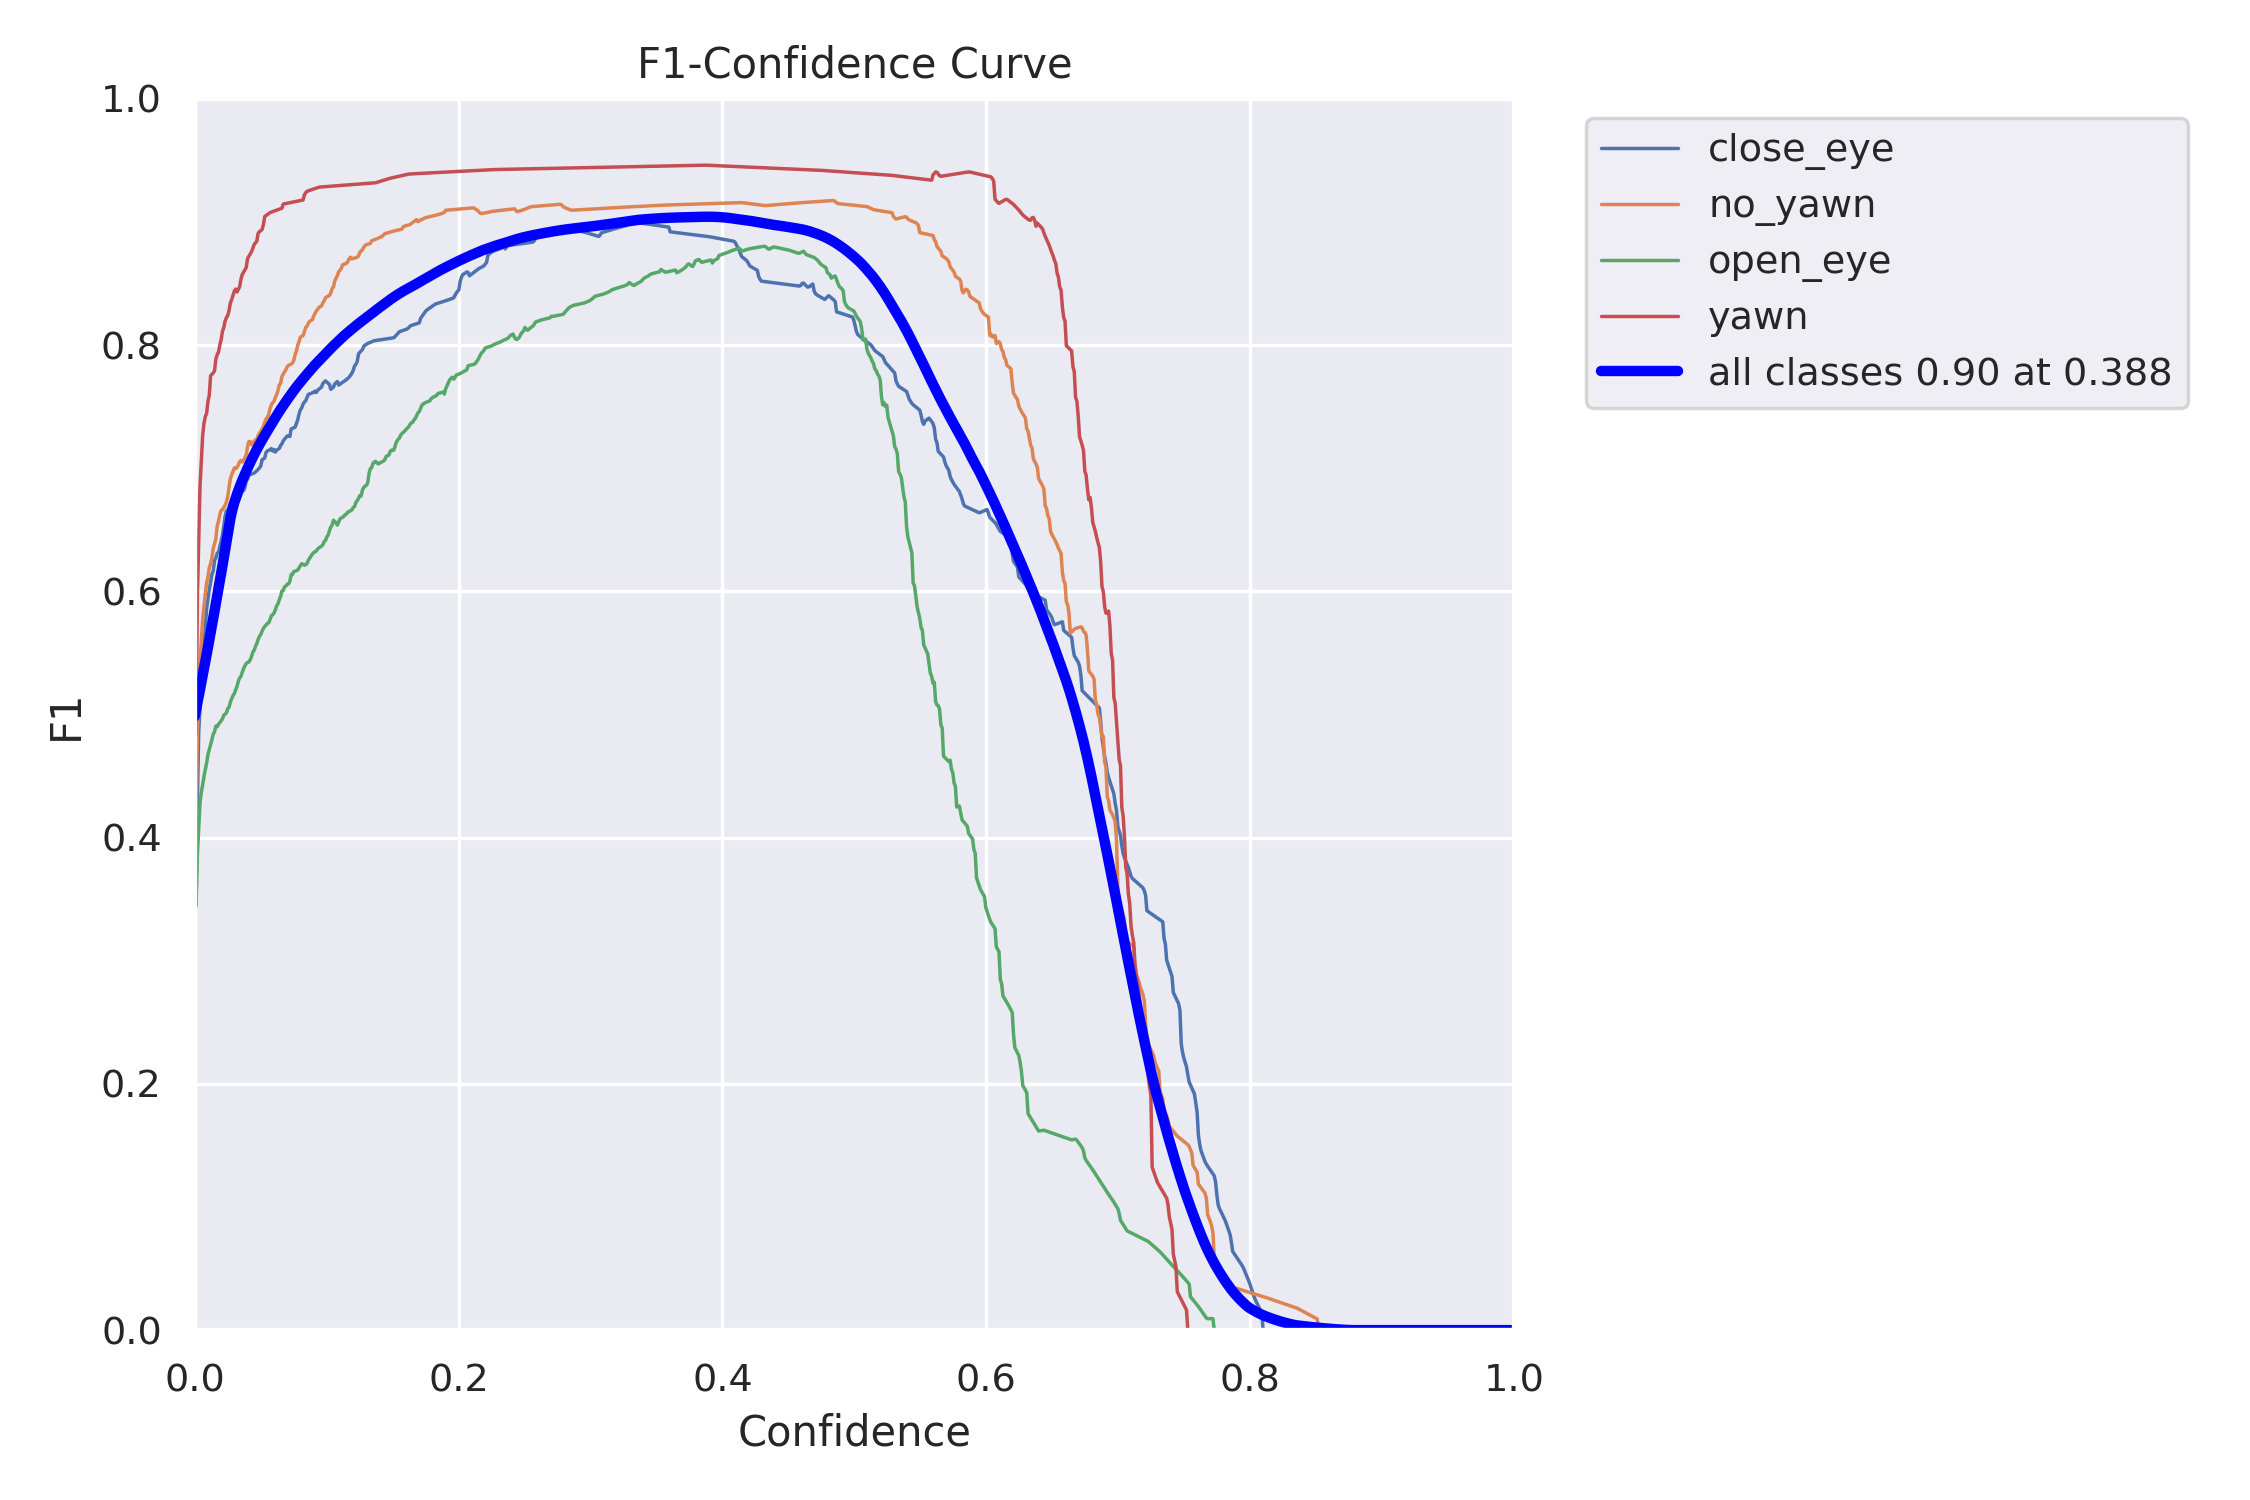 F1-Confidence Curve
1.0
0.8
0.6
0.4
0.2
0.0
F1
0.0 0.2 0.4 0.6 0.8 1.0
Confidence
close_eye
no_yawn
open_eye
yawn
all classes 0.90 at 0.388